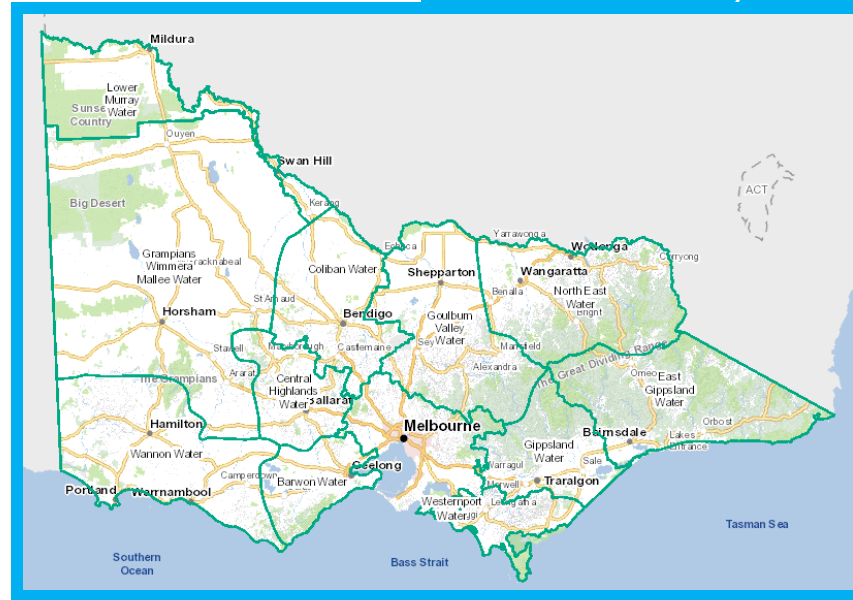 Mildura
Lower
Murray
Water
Country
Ouyen
Swan Hill
ACT
Big Desert
Kerang
Yarrawonga
Echuca
Wodonga
Corryong
Grampians
Wimmera
Mallee Water
Coliban Water
Shepparton
Wangaratta
North East
Water
Benalla
Bright
St Arnaud
Horsham
Bendigo
Goulburn
Valley
Water
Stawell
Maryborough
Castlemaine
Mansfield
Ararat
The Grampians
Central
Highlands
Water
Ballarat
Alexandra
The Great Dividing Range
Omeo
East
Gippsland
Water
Hamilton
Melbourne
Bairnsdale
Orbost
Lakes
Entrance
Wannon Water
Gippsland
Water
Sale
Geelong
Warragul
Camperdown
Barwon Water
Morwell
Traralgon
Portland
Warrnambool
Westernport
Water
Leongatha
Tasman Sea
Southern
Ocean
Bass Strait